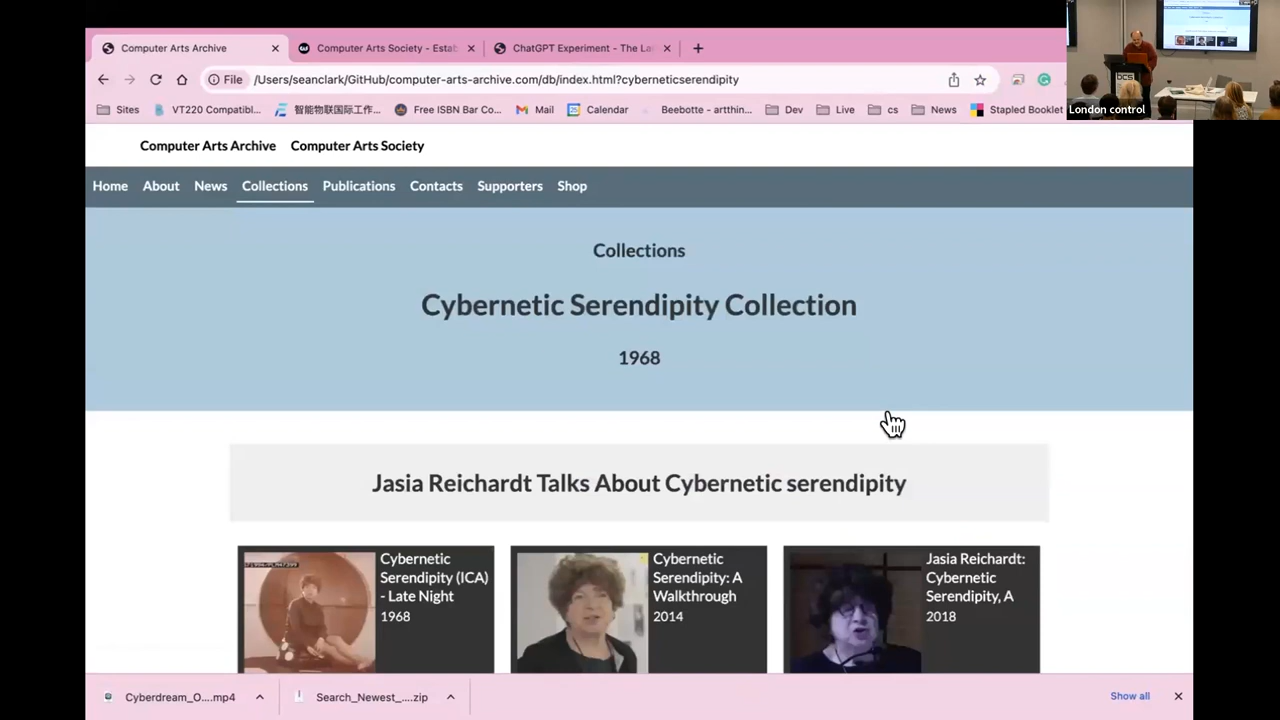 Computer Arts Archive
Computer Arts Society - Estab
ChatGPT Experiment - The La
File
/Users/seanclark/GitHub/computer-arts-archive.com/db/index.html?cyberneticserendipity
Sites
VT220 Compatibl...
智能物联国际工作...
Free ISBN Bar Co...
Mail
Calendar
Beebotte - artthin...
Dev
Live
cs
News
Stapled Booklet
bcs
London control
Computer Arts Archive Computer Arts Society
Home About News Collections Publications Contacts Supporters Shop
Collections
Cybernetic Serendipity Collection
1968
Jasia Reichardt Talks About Cybernetic serendipity
Cybernetic
Serendipity (ICA)
- Late Night
1968
Cybernetic
Serendipity: A
Walkthrough
2014
Jasia Reichardt:
Cybernetic
Serendipity, A
2018
Cyberdream_O....mp4
Search_Newest_....zip
Show all